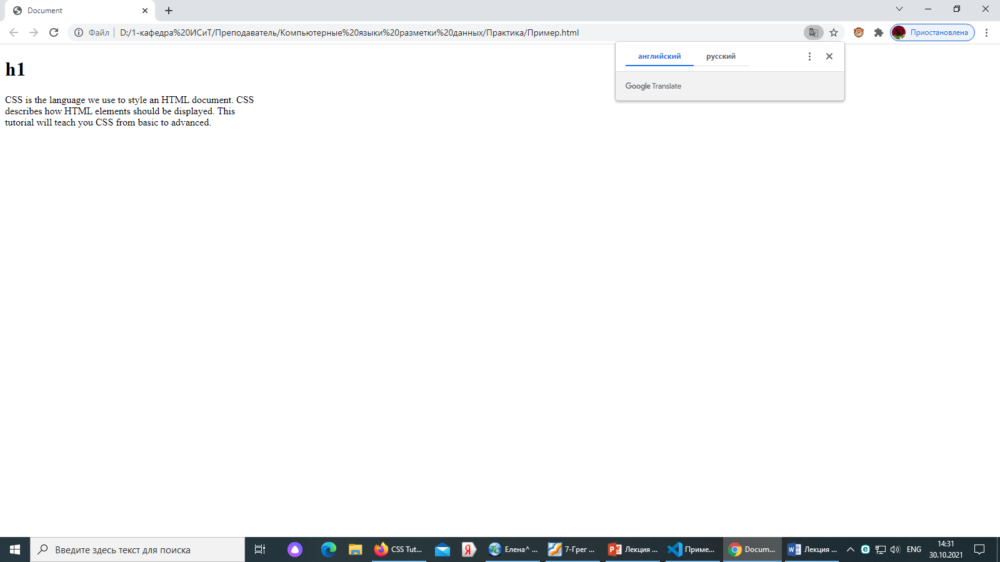 Document
Файл
D:/1-кафедра%20ИСиТ/Преподаватель/Компьютерные%20языки%20разметки%20данных/Практика/Пример.html
Приостановлена
английский русский
Google Translate
h1
CSS is the language we use to style an HTML document. CSS
describes how HTML elements should be displayed. This
tutorial will teach you CSS from basic to advanced.
Введите здесь текст для поиска
Я
CSS Tut...
Елена^ ...
7-Грег ...
Лекция ...
Приме...
Docum...
Лекция ...
ENG
14:31
30.10.2021